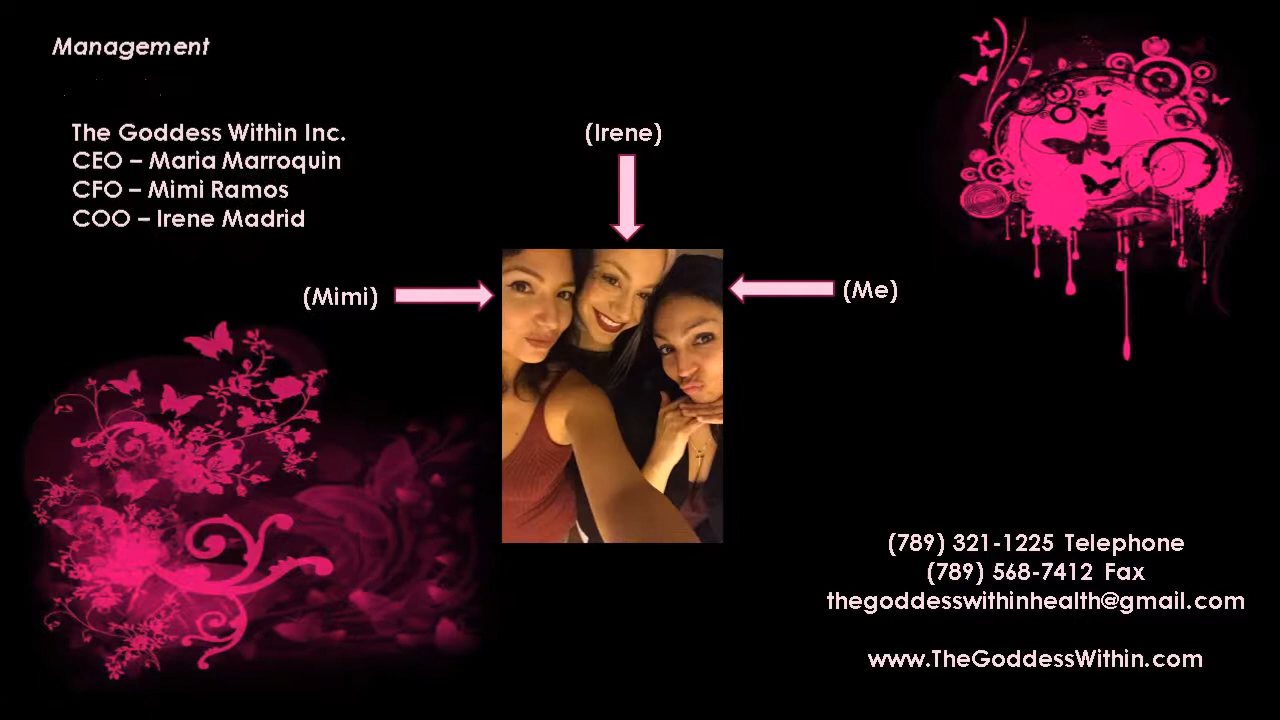 Management
The Goddess Within Inc.
CEO – Maria Marroquin
CFO – Mimi Ramos
COO – Irene Madrid
(Irene)
(Mimi)
(Me)
(789) 321-1225 Telephone
(789) 568-7412 Fax
thegoddesswithinhealth@gmail.com
www.TheGoddessWithin.com